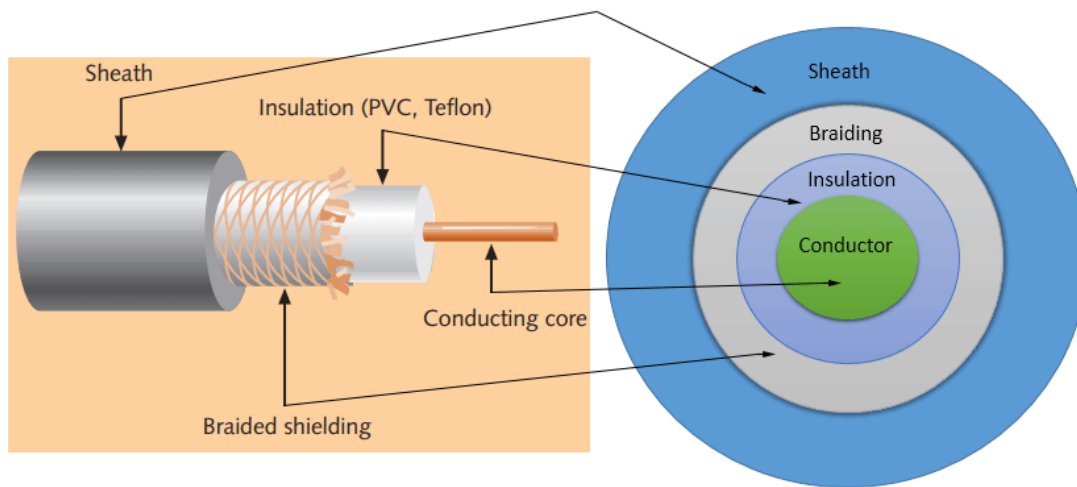 Sheath
Insulation (PVC, Teflon)
Conducting core
Braided shielding
Sheath
Braiding
Insulation
Conductor